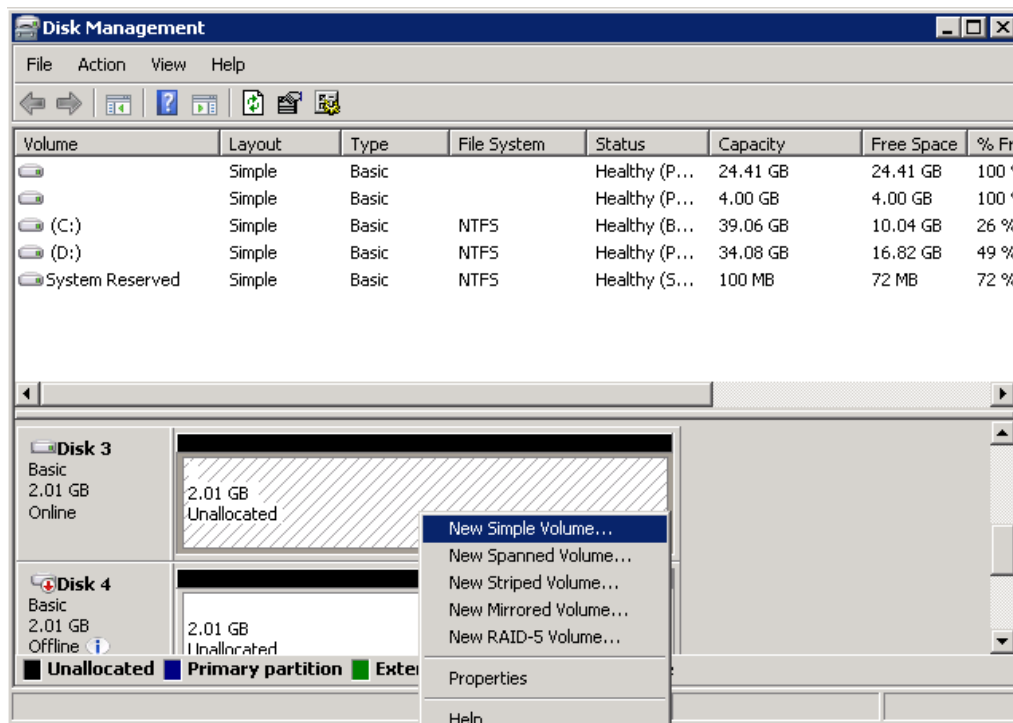 Disk Management
File Action View Help
Volume Layout Type File System Status Capacity Free Space % Fr
Simple Basic Healthy (P... 24.41 GB 24.41 GB 100
Simple Basic Healthy (P... 4.00 GB 4.00 GB 100
(C:) Simple Basic NTFS Healthy (B... 39.06 GB 10.04 GB 26 %
(D:) Simple Basic NTFS Healthy (P... 34.08 GB 16.82 GB 49 %
System Reserved Simple Basic NTFS Healthy (S... 100 MB 72 MB 72 %
Disk 3
Basic
2.01 GB
Online
2.01 GB
Unallocated
New Simple Volume...
New Spanned Volume...
New Striped Volume...
New Mirrored Volume...
New RAID-5 Volume...
Properties
Help
Disk 4
Basic
2.01 GB
Offline
2.01 GB
Unallocated
Unallocated Primary partition Exte